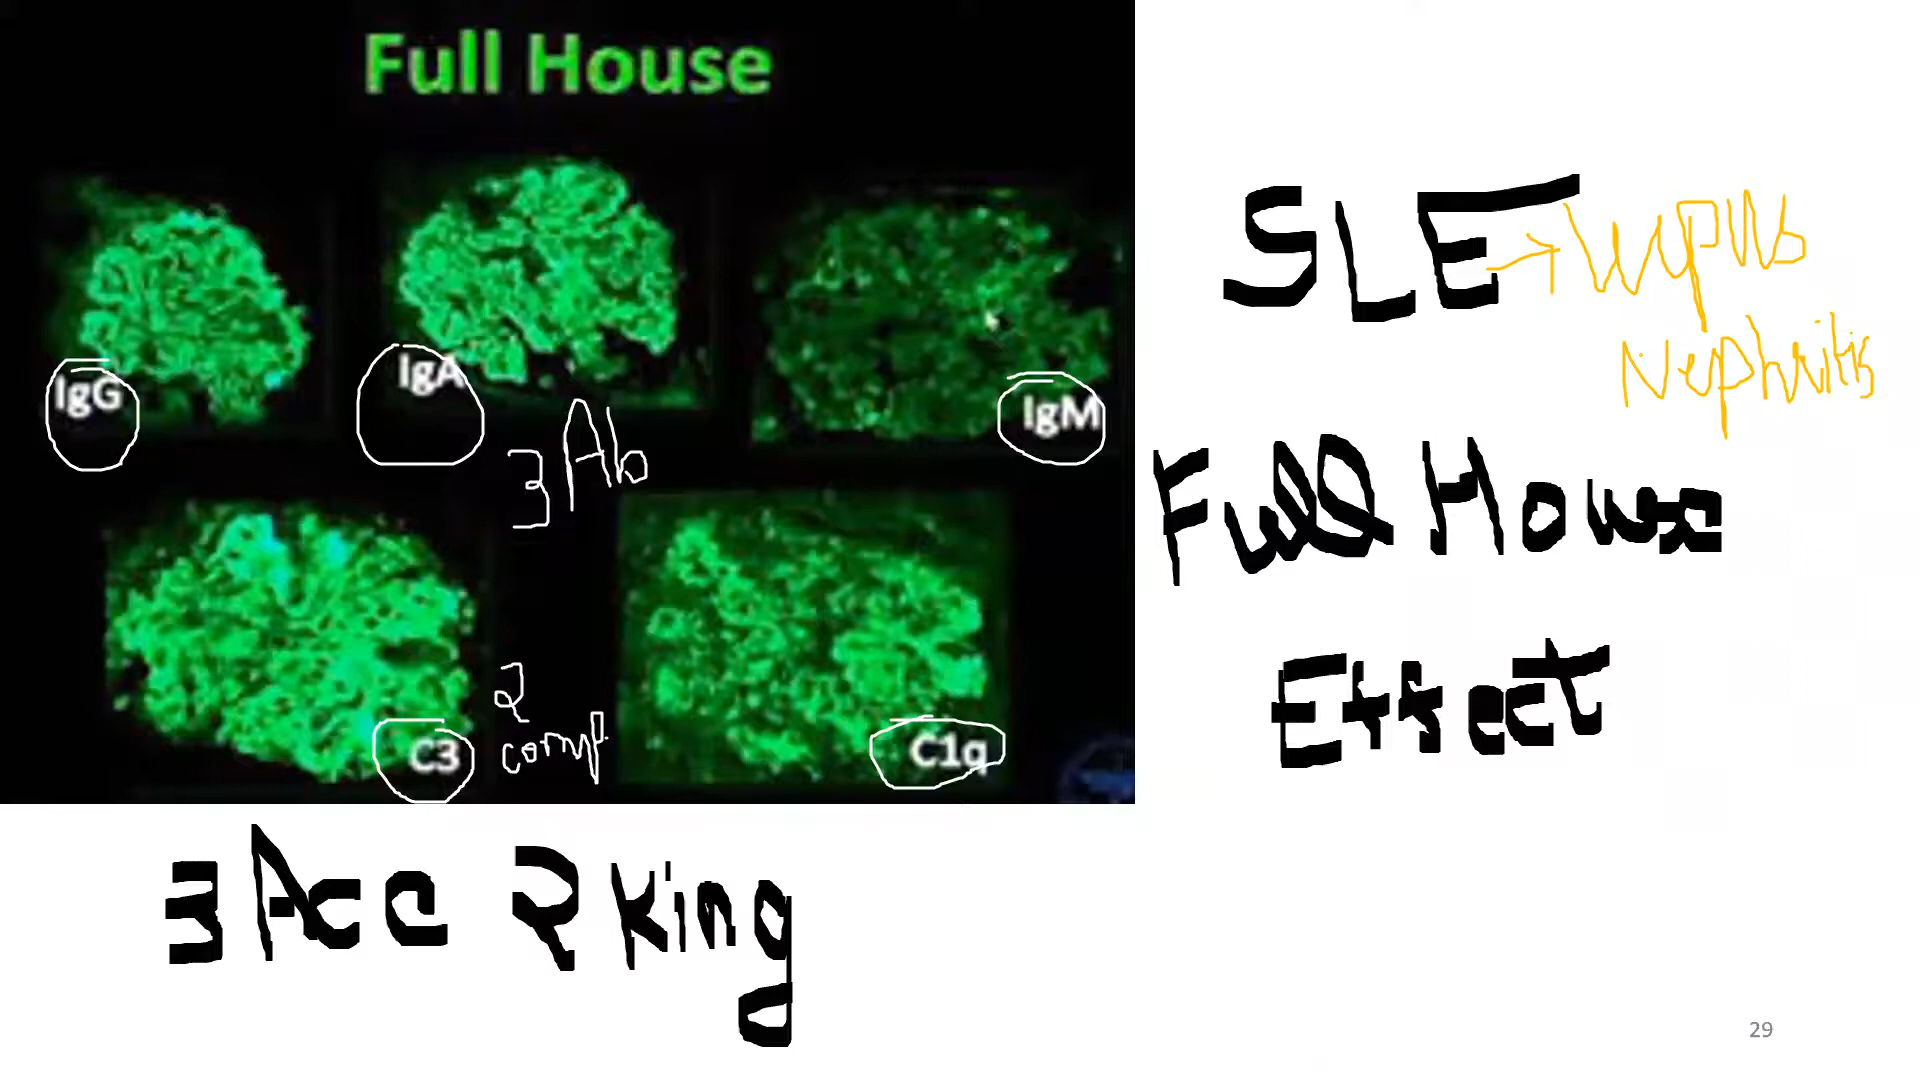 Full House
IgG
IgA
IgM
3 Ab
C3
2
comp.
C1q
SLE → Lupus
Nephritis
Full House
Effect
3 Ace 2 King
29